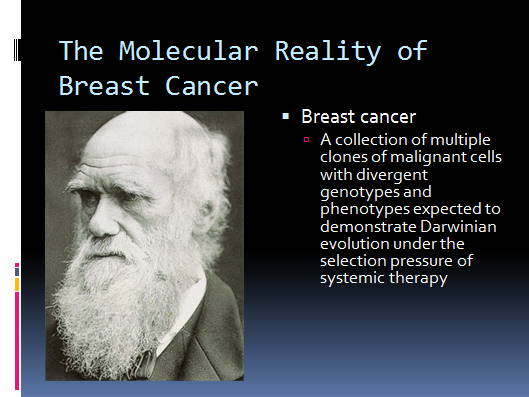 The Molecular Reality of
Breast Cancer
Breast cancer
A collection of multiple
clones of malignant cells
with divergent
genotypes and
phenotypes expected to
demonstrate Darwinian
evolution under the
selection pressure of
systemic therapy